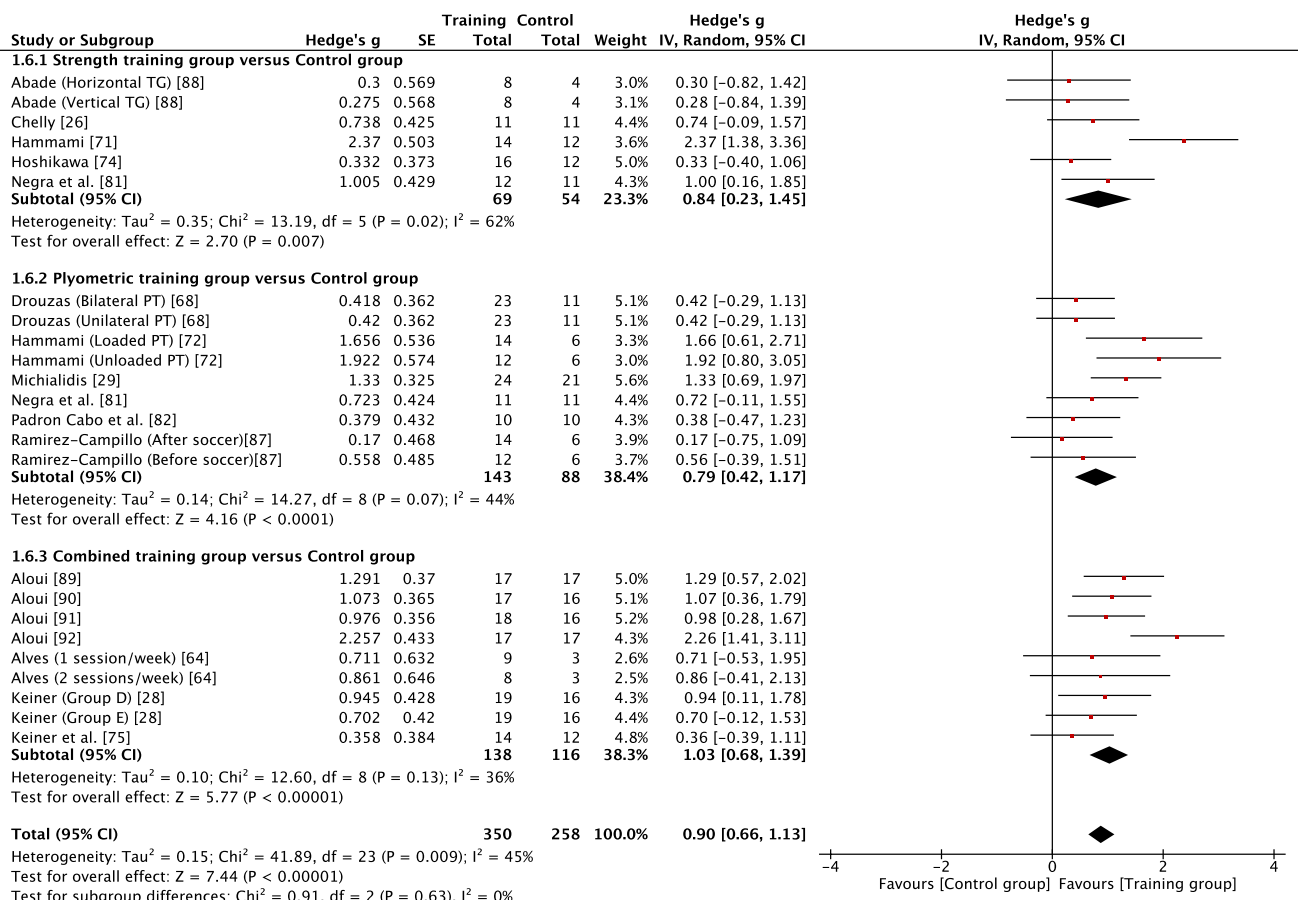 Training Control Hedge's g Hedge's g
Study or Subgroup Hedge's g SE Total Total Weight IV, Random, 95% CI IV, Random, 95% CI
1.6.1 Strength training group versus Control group
Abade (Horizontal TG) [88] 0.3 0.569 8 4 3.0% 0.30 [−0.82, 1.42]
Abade (Vertical TG) [88] 0.275 0.568 8 4 3.1% 0.28 [−0.84, 1.39]
Chelly [26] 0.738 0.425 11 11 4.4% 0.74 [−0.09, 1.57]
Hammami [71] 2.37 0.503 14 12 3.6% 2.37 [1.38, 3.36]
Hoshikawa [74] 0.332 0.373 16 12 5.0% 0.33 [−0.40, 1.06]
Negra et al. [81] 1.005 0.429 12 11 4.3% 1.00 [0.16, 1.85]
Subtotal (95% CI) 69 54 23.3% 0.84 [0.23, 1.45]
Heterogeneity: Tau² = 0.35; Chi² = 13.19, df = 5 (P = 0.02); I² = 62%
Test for overall effect: Z = 2.70 (P = 0.007)
1.6.2 Plyometric training group versus Control group
Drouzas (Bilateral PT) [68] 0.418 0.362 23 11 5.1% 0.42 [−0.29, 1.13]
Drouzas (Unilateral PT) [68] 0.42 0.362 23 11 5.1% 0.42 [−0.29, 1.13]
Hammami (Loaded PT) [72] 1.656 0.536 14 6 3.3% 1.66 [0.61, 2.71]
Hammami (Unloaded PT) [72] 1.922 0.574 12 6 3.0% 1.92 [0.80, 3.05]
Michialidis [29] 1.33 0.325 24 21 5.6% 1.33 [0.69, 1.97]
Negra et al. [81] 0.723 0.424 11 11 4.4% 0.72 [−0.11, 1.55]
Padron Cabo et al. [82] 0.379 0.432 10 10 4.3% 0.38 [−0.47, 1.23]
Ramirez−Campillo (After soccer)[87] 0.17 0.468 14 6 3.9% 0.17 [−0.75, 1.09]
Ramirez−Campillo (Before soccer)[87] 0.558 0.485 12 6 3.7% 0.56 [−0.39, 1.51]
Subtotal (95% CI) 143 88 38.4% 0.79 [0.42, 1.17]
Heterogeneity: Tau² = 0.14; Chi² = 14.27, df = 8 (P = 0.07); I² = 44%
Test for overall effect: Z = 4.16 (P < 0.0001)
1.6.3 Combined training group versus Control group
Aloui [89] 1.291 0.37 17 17 5.0% 1.29 [0.57, 2.02]
Aloui [90] 1.073 0.365 17 16 5.1% 1.07 [0.36, 1.79]
Aloui [91] 0.976 0.356 18 16 5.2% 0.98 [0.28, 1.67]
Aloui [92] 2.257 0.433 17 17 4.3% 2.26 [1.41, 3.11]
Alves (1 session/week) [64] 0.711 0.632 9 3 2.6% 0.71 [−0.53, 1.95]
Alves (2 sessions/week) [64] 0.861 0.646 8 3 2.5% 0.86 [−0.41, 2.13]
Keiner (Group D) [28] 0.945 0.428 19 16 4.3% 0.94 [0.11, 1.78]
Keiner (Group E) [28] 0.702 0.42 19 16 4.4% 0.70 [−0.12, 1.53]
Keiner et al. [75] 0.358 0.384 14 12 4.8% 0.36 [−0.39, 1.11]
Subtotal (95% CI) 138 116 38.3% 1.03 [0.68, 1.39]
Heterogeneity: Tau² = 0.10; Chi² = 12.60, df = 8 (P = 0.13); I² = 36%
Test for overall effect: Z = 5.77 (P < 0.00001)
Total (95% CI) 350 258 100.0% 0.90 [0.66, 1.13]
Heterogeneity: Tau² = 0.15; Chi² = 41.89, df = 23 (P = 0.009); I² = 45%
Test for overall effect: Z = 7.44 (P < 0.00001)
Test for subgroup differences: Chi² = 0.91, df = 2 (P = 0.63), I² = 0%
−4 −2 0 2 4
Favours [Control group] Favours [Training group]